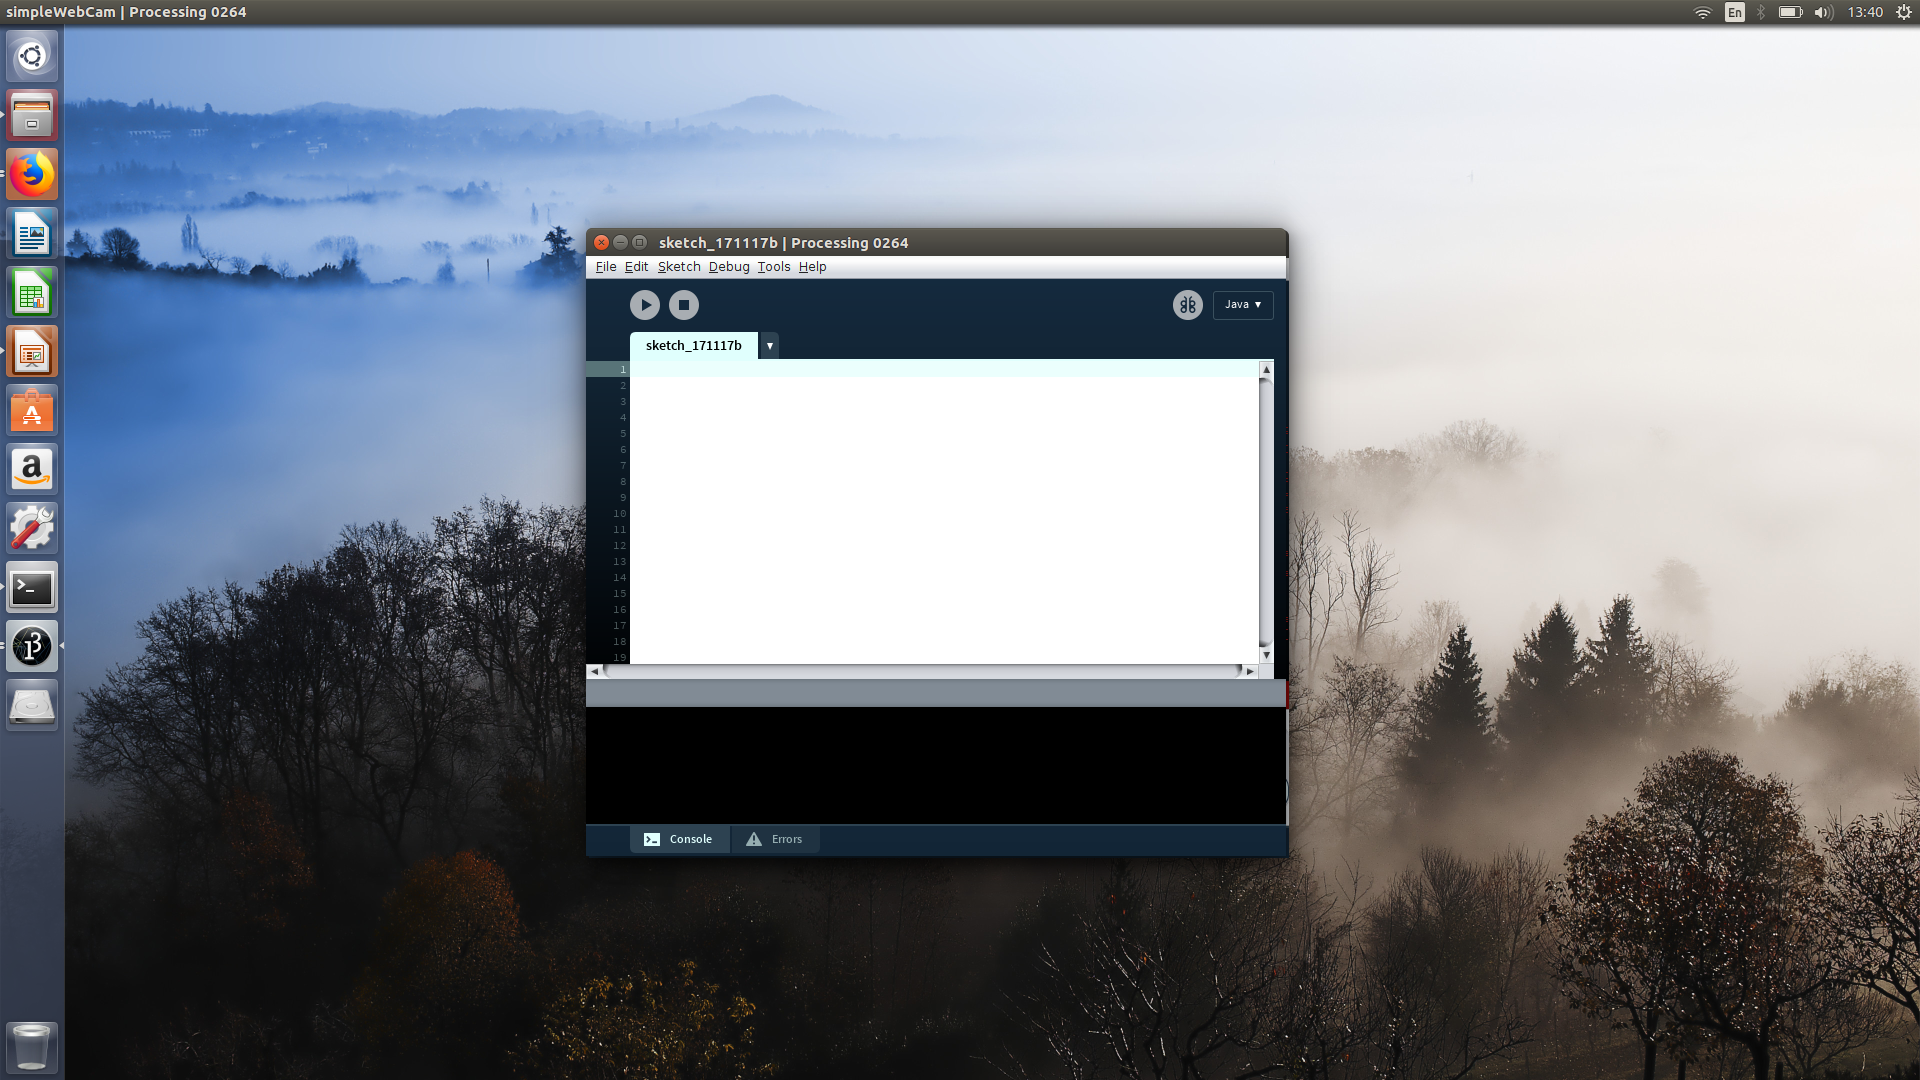 simpleWebCam | Processing 0264
En
13:40
sketch_171117b | Processing 0264
File Edit Sketch Debug Tools Help
Java
sketch_171117b
1
2
3
4
5
6
7
8
9
10
11
12
13
14
15
16
17
18
19
Console
Errors